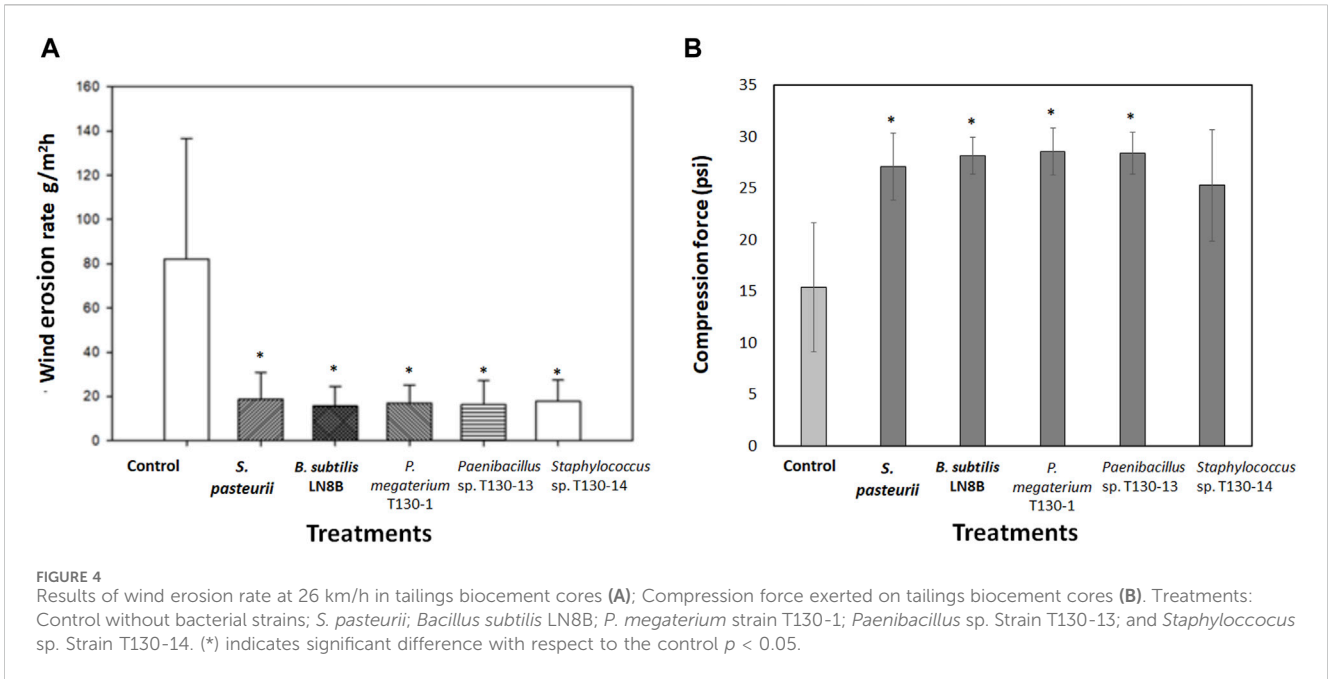 A
Wind erosion rate g/m²h
160
140
120
100
80
60
40
20
0
*
*
*
*
*
Control
S.
pasteurii
B. subtilis
LN8B
P.
megaterium
T130-1
Paenibacillus
sp. T130-13
Staphylococcus
sp. T130-14
Treatments
B
Compression force (psi)
35
30
25
20
15
10
5
0
*
*
*
*
Control
S.
pasteurii
B. subtilis
LN8B
P.
megaterium
T130-1
Paenibacillus
sp. T130-13
Staphylococcus
sp. T130-14
Treatments
FIGURE 4
Results of wind erosion rate at 26 km/h in tailings biocement cores (A); Compression force exerted on tailings biocement cores (B). Treatments:
Control without bacterial strains; S. pasteurii; Bacillus subtilis LN8B; P. megaterium strain T130-1; Paenibacillus sp. Strain T130-13; and Staphyloccocus
sp. Strain T130-14. (*) indicates significant difference with respect to the control p < 0.05.